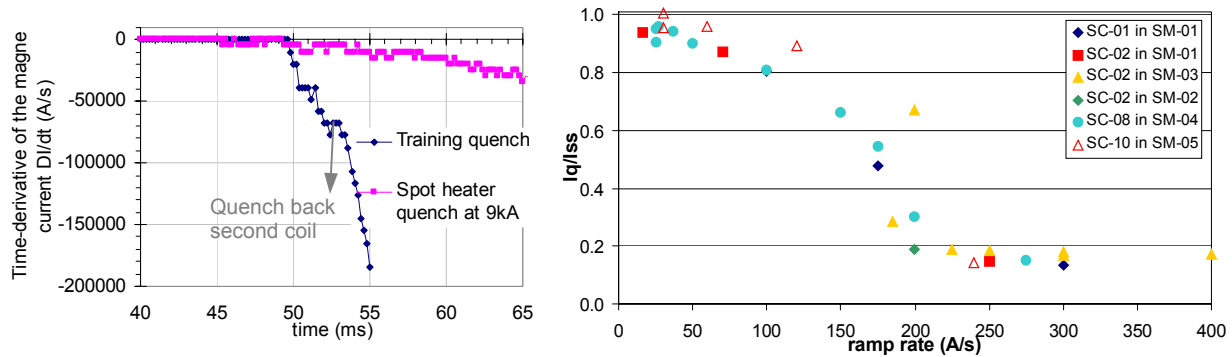 Time-derivative of the magne
current DI/dt (A/s)
0
-50000
-100000
-150000
-200000
40
45
50
55
60
65
time (ms)
Training quench
Spot heater
quench at 9kA
Quench back
second coil
Iq/Iss
1.0
0.8
0.6
0.4
0.2
0.0
0
50
100
150
200
250
300
350
400
ramp rate (A/s)
SC-01 in SM-01
SC-02 in SM-01
SC-02 in SM-03
SC-02 in SM-02
SC-08 in SM-04
SC-10 in SM-05